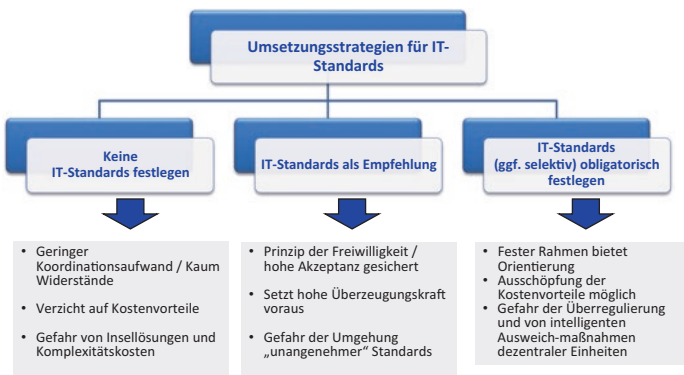 Umsetzungsstrategien für IT-
Standards
Keine
IT-Standards festlegen
IT-Standards als Empfehlung
IT-Standards
(ggf. selektiv) obligatorisch
festlegen
• Geringer
Koordinationsaufwand / Kaum
Widerstände
• Verzicht auf Kostenvorteile
• Gefahr von Insellösungen und
Komplexitätskosten
• Prinzip der Freiwilligkeit /
hohe Akzeptanz gesichert
• Setzt hohe Überzeugungskraft
voraus
• Gefahr der Umgehung
„unangenehmer“ Standards
• Fester Rahmen bietet
Orientierung
• Ausschöpfung der
Kostenvorteile möglich
• Gefahr der Überregulierung
und von intelligenten
Ausweich-maßnahmen
dezentraler Einheiten